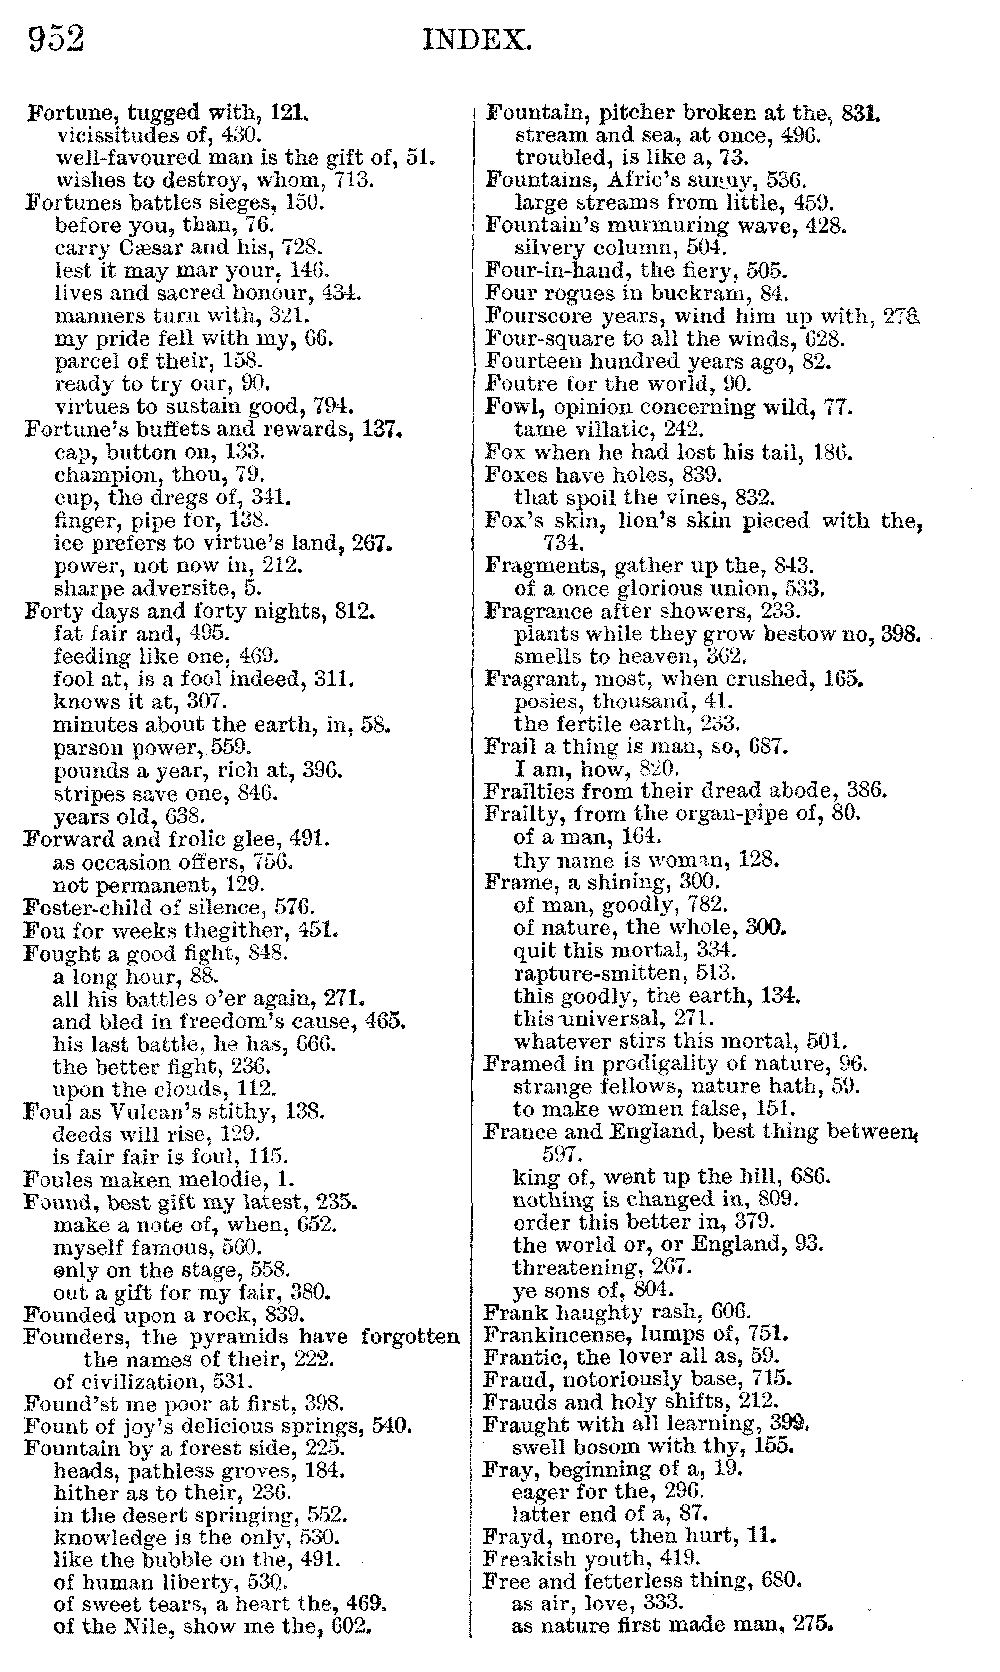 952
INDEX.
Fortune, tugged with, 121.
vicissitudes of, 430.
well-favoured man is the gift of, 51.
wishes to destroy, whom, 713.
Fortunes battles sieges, 150.
before you, than, 76.
carry Cæsar and his, 728.
lest it may mar your, 146.
lives and sacred honour, 434.
manners turn with, 321.
my pride fell with my, 66.
parcel of their, 158.
ready to try our, 90.
virtues to sustain good, 794.
Fortune's buffets and rewards, 137.
cap, button on, 133.
champion, thou, 79.
cup, the dregs of, 341.
finger, pipe for, 138.
ice prefers to virtue's land, 267.
power, not now in, 212.
sharpe adversite, 5.
Forty days and forty nights, 812.
fat fair and, 495.
feeding like one, 469.
fool at, is a fool indeed, 311.
knows it at, 307.
minutes about the earth, in, 58.
parson power, 559.
pounds a year, rich at, 396.
stripes save one, 846.
years old, 638.
Forward and frolic glee, 491.
as occasion offers, 756.
not permanent, 129.
Foster-child of silence, 576.
Fou for weeks thegither, 451.
Fought a good fight, 848.
a long hour, 88.
all his battles o'er again, 271.
and bled in freedom's cause, 465.
his last battle, he has, 666.
the better fight, 236.
upon the clouds, 112.
Foul as Vulcan's stithy, 138.
deeds will rise, 129.
is fair fair is foul, 115.
Foules maken melodie, 1.
Found, best gift my latest, 235.
make a note of, when, 652.
myself famous, 560.
only on the stage, 558.
out a gift for my fair, 380.
Founded upon a rock, 839.
Founders, the pyramids have forgotten
the names of their, 222.
of civilization, 531.
Found'st me poor at first, 398.
Fount of joy's delicious springs, 540.
Fountain by a forest side, 225.
heads, pathless groves, 184.
hither as to their, 236.
in the desert springing, 552.
knowledge is the only, 530.
like the bubble on the, 491.
of human liberty, 530.
of sweet tears, a heart the, 469.
of the Nile, show me the, 602.
Fountain, pitcher broken at the, 831.
stream and sea, at once, 496.
troubled, is like a, 73.
Fountains, Afric's sunny, 536.
large streams from little, 459.
Fountain's murmuring wave, 428.
silvery column, 504.
Four-in-hand, the fiery, 505.
Four rogues in buckram, 84.
Fourscore years, wind him up with, 276.
Four-square to all the winds, 628.
Fourteen hundred years ago, 82.
Foutre for the world, 90.
Fowl, opinion concerning wild, 77.
tame villatic, 242.
Fox when he had lost his tail, 186.
Foxes have holes, 839.
that spoil the vines, 832.
Fox's skin, lion's skin pieced with the,
734.
Fragments, gather up the, 843.
of a once glorious union, 533.
Fragrance after showers, 233.
plants while they grow bestow no, 398.
smells to heaven, 362.
Fragrant, most, when crushed, 165.
posies, thousand, 41.
the fertile earth, 233.
Frail a thing is man, so, 687.
I am, how, 820.
Frailties from their dread abode, 386.
Frailty, from the organ-pipe of, 80.
of a man, 164.
thy name is woman, 128.
Frame, a shining, 300.
of man, goodly, 782.
of nature, the whole, 300.
quit this mortal, 334.
rapture-smitten, 513.
this goodly, the earth, 134.
this universal, 271.
whatever stirs this mortal, 501.
Framed in prodigality of nature, 96.
strange fellows, nature hath, 59.
to make women false, 151.
France and England, best thing between,
597.
king of, went up the hill, 686.
nothing is changed in, 809.
order this better in, 379.
the world or, or England, 93.
threatening, 267.
ye sons of, 804.
Frank haughty rash, 606.
Frankincense, lumps of, 751.
Frantic, the lover all as, 59.
Fraud, notoriously base, 715.
Frauds and holy shifts, 212.
Fraught with all learning, 399.
swell bosom with thy, 155.
Fray, beginning of a, 19.
eager for the, 296.
latter end of a, 87.
Frayd, more, then hurt, 11.
Freakish youth, 419.
Free and fetterless thing, 680.
as air, love, 333.
as nature first made man, 275.